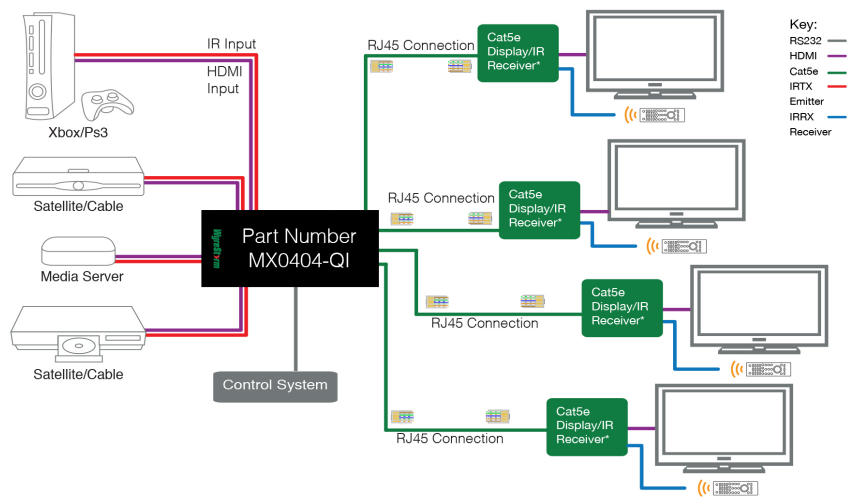 IR Input
HDMI
Input
Xbox/Ps3
Satellite/Cable
Media Server
Satellite/Cable
WyreStorm
Part Number
MX0404-QI
Control System
RJ45 Connection
Cat5e
Display/IR
Receiver*
RJ45 Connection
Cat5e
Display/IR
Receiver*
RJ45 Connection
Cat5e
Display/IR
Receiver*
RJ45 Connection
Cat5e
Display/IR
Receiver*
Key:
RS232
HDMI
Cat5e
IRTX
Emitter
IRRX
Receiver